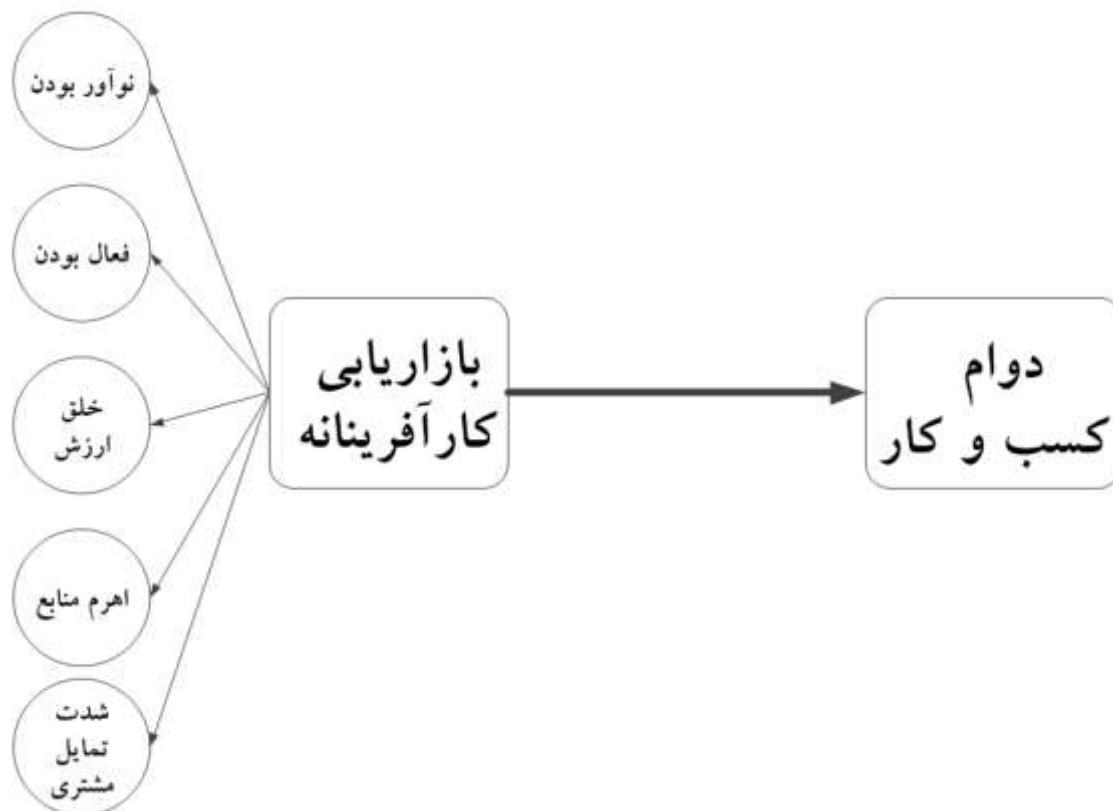 نوآور بودن
فعال بودن
خلق
ارزش
اهرم منابع
شدت
تمایل
مشتری
بازاریابی
کارآفرینانه
دوام
کسب و کار